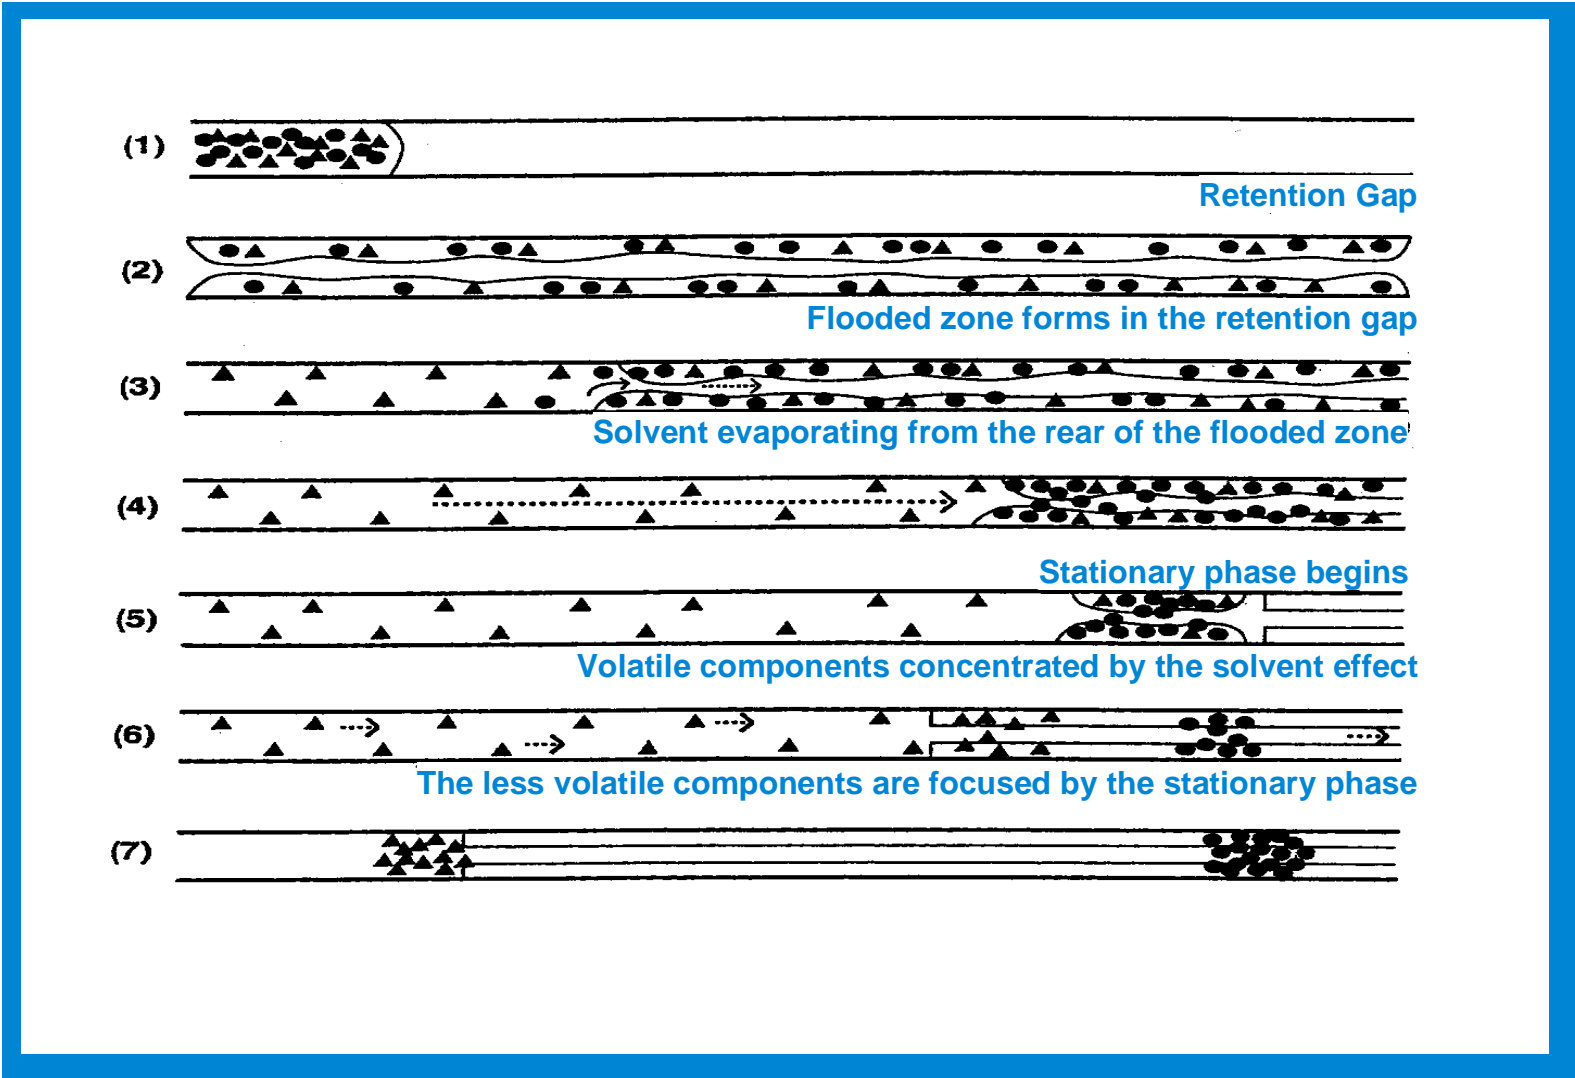 (1)
Retention Gap
(2)
Flooded zone forms in the retention gap
(3)
Solvent evaporating from the rear of the flooded zone
(4)
Stationary phase begins
(5)
Volatile components concentrated by the solvent effect
(6)
The less volatile components are focused by the stationary phase
(7)